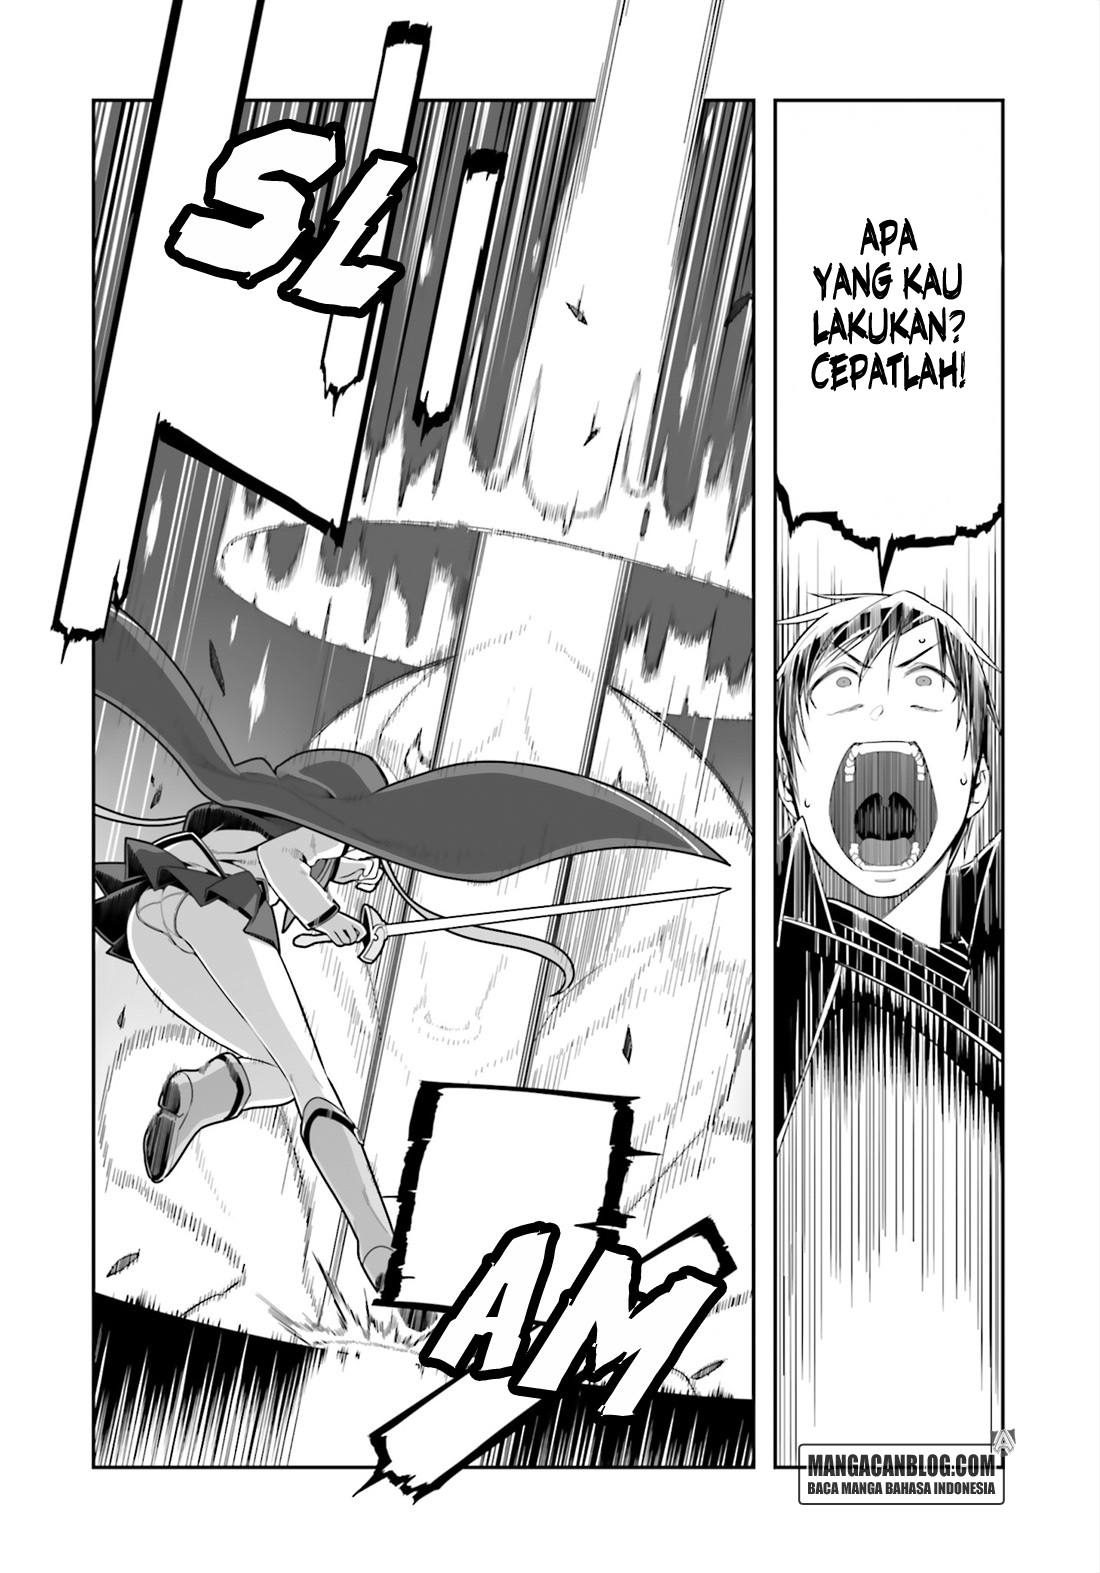 APA
YANG KAU
LAKUKAN?
CEPATLAH!
SL
AM
MANGACANBLOG.COM
BACA MANGA BAHASA INDONESIA